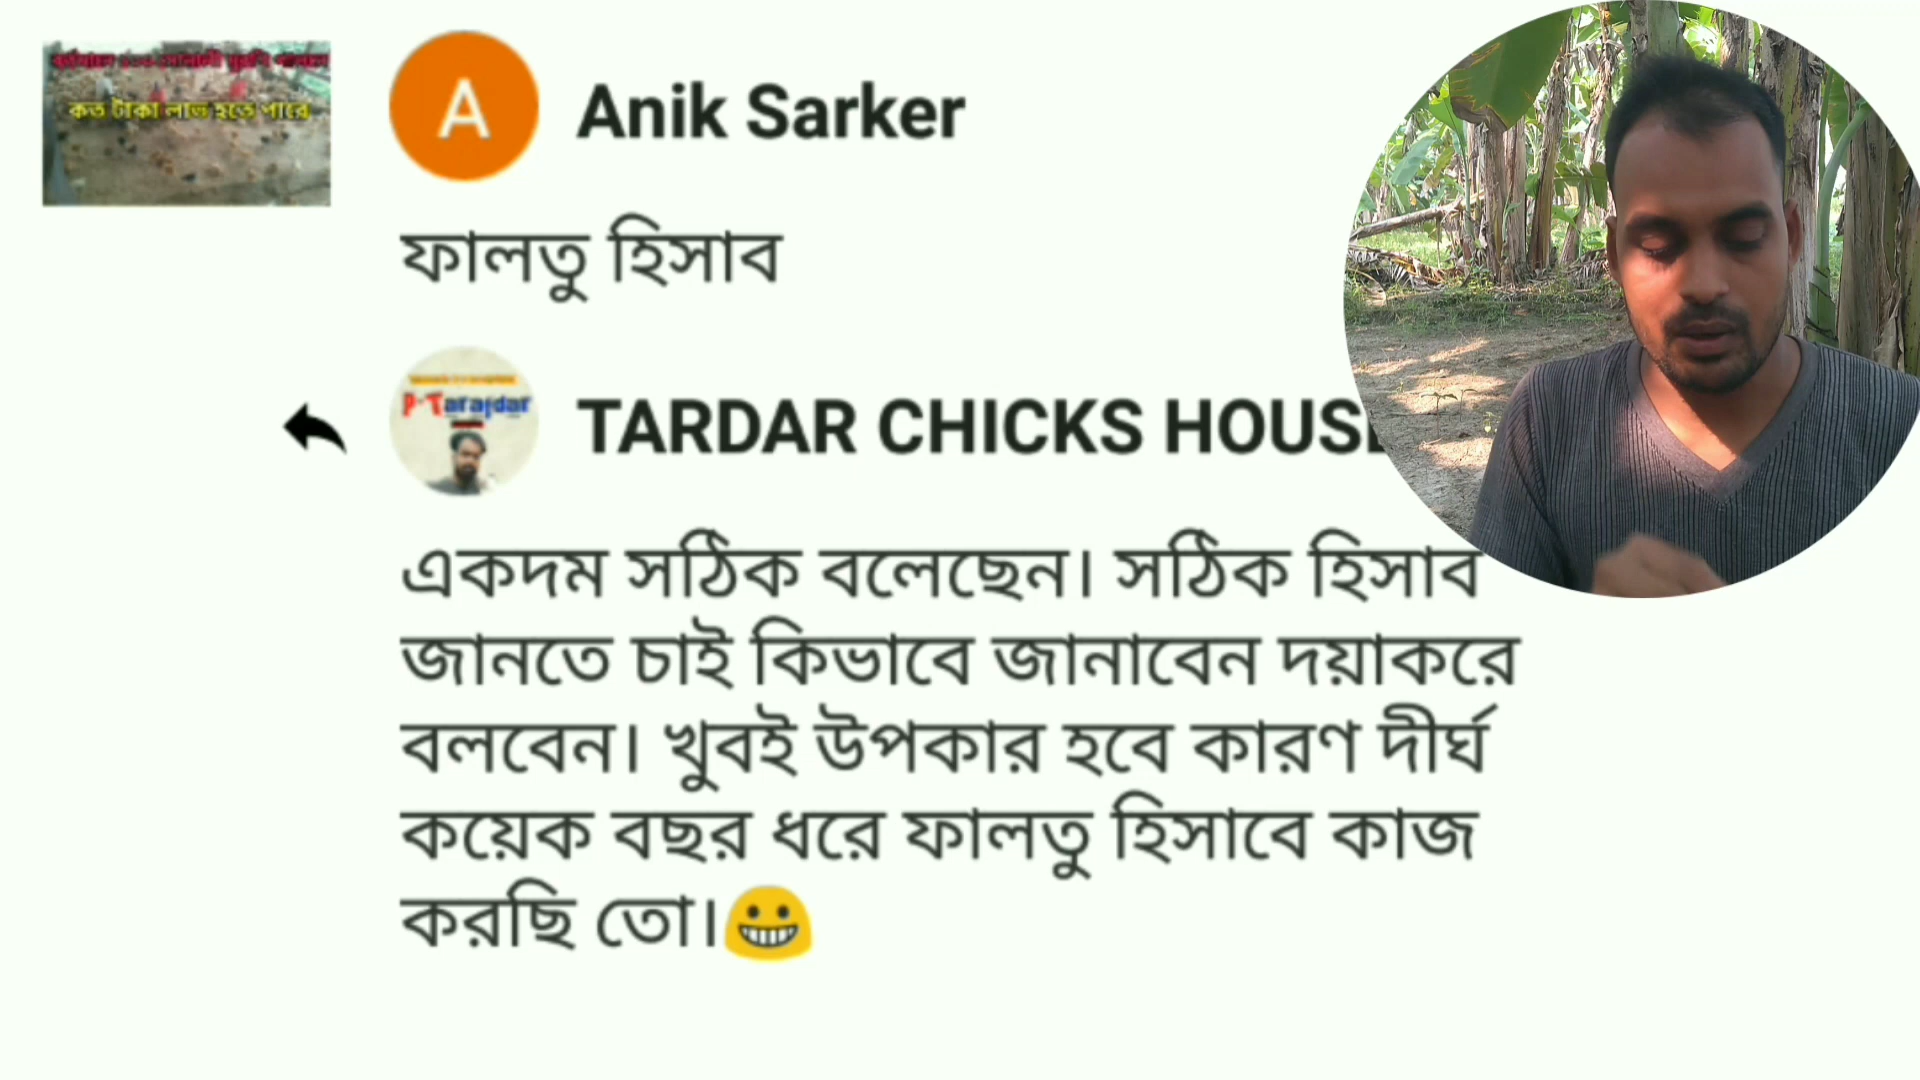 কত টাকা লাভ হতে পারে
A
Anik Sarker
ফালতু হিসাব
P Tarajdar
TARDAR CHICKS HOUSE
একদম সঠিক বলেছেন। সঠিক হিসাব
জানতে চাই কিভাবে জানাবেন দয়াকরে
বলবেন। খুবই উপকার হবে কারণ দীর্ঘ
কয়েক বছর ধরে ফালতু হিসাবে কাজ
করছি তো।😀